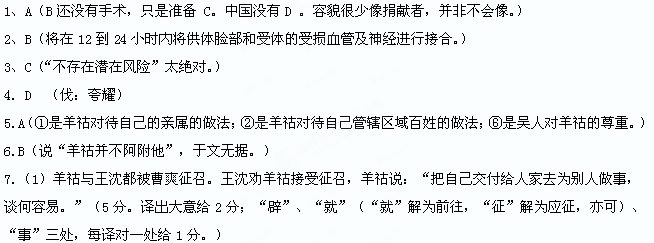 1、A（B还没有手术，只是准备 C。中国没有D 。容貌很少像捐献者，并非不会像。）
2、B（将在12到24小时内将供体脸部和受体的受损血管及神经进行接合。）
3、C（“不存在潜在风险”太绝对。）
4. D （伐：夸耀）
5.A（①是羊祜对待自己的亲属的做法；②是羊祜对待自己管辖区域百姓的做法；⑥是吴人对羊祜的尊重。）
6.B（说“羊祜并不阿附他”，于文无据。）
7.（1）羊祜与王沈都被曹爽征召。王沈劝羊祜接受征召，羊祜说：“把自己交付给人家去为别人做事，
谈何容易。”（5分。译出大意给2分；“辟”、“就”（“就”解为前往，“征”解为应征，亦可）、
“事”三处，每译对一处给1分。）